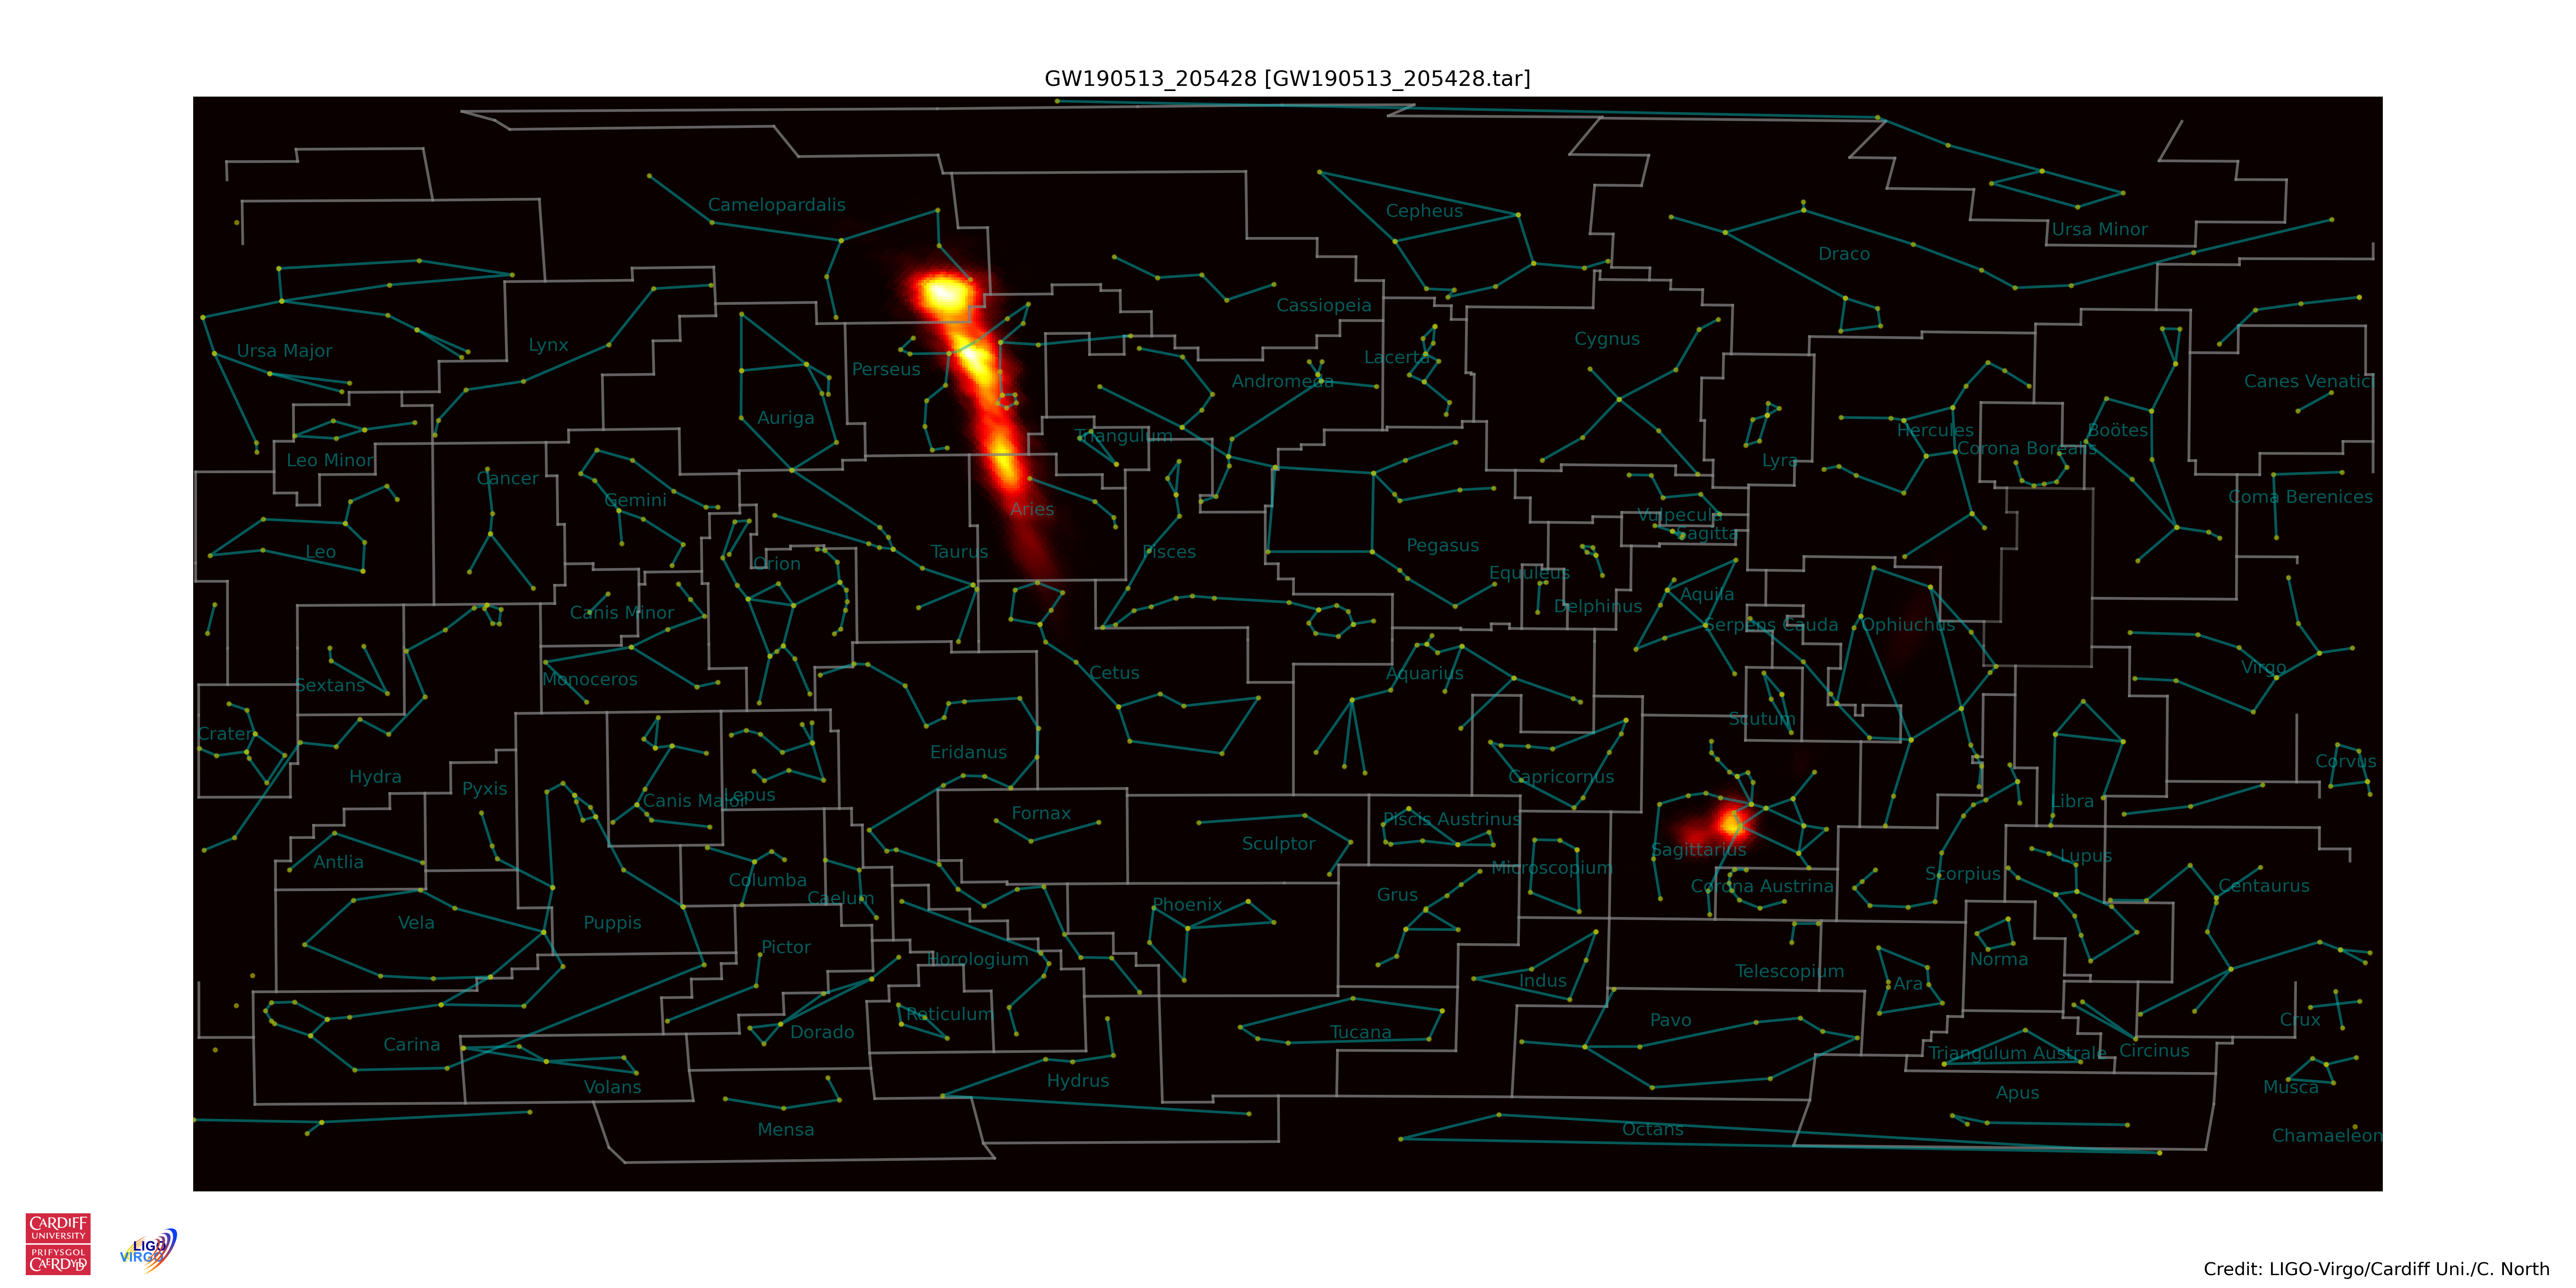 GW190513_205428 [GW190513_205428.tar]
Camelopardalis
Cepheus
Ursa Minor
Draco
Cassiopeia
Cygnus
Lynx
Ursa Major
Lacerta
Perseus
Andromeda
Canes Venatici
Auriga
Hercules
Boötes
Triangulum
Corona Borealis
Leo Minor
Lyra
Cancer
Gemini
Coma Berenices
Aries
Vulpecula
Sagitta
Leo
Taurus
Pisces
Pegasus
Orion
Equuleus
Aquila
Delphinus
Canis Minor
Serpens Cauda
Ophiuchus
Virgo
Cetus
Aquarius
Monoceros
Sextans
Scutum
Crater
Eridanus
Corvus
Hydra
Capricornus
Pyxis
Lepus
Canis Major
Libra
Fornax
Piscis Austrinus
Sculptor
Sagittarius
Lupus
Antlia
Microscopium
Scorpius
Columba
Corona Austrina
Centaurus
Grus
Caelum
Phoenix
Vela
Puppis
Pictor
Horologium
Norma
Telescopium
Indus
Ara
Reticulum
Pavo
Crux
Dorado
Tucana
Carina
Circinus
Triangulum Australe
Hydrus
Volans
Musca
Apus
Mensa
Octans
Chamaeleon
CARDIFF
UNIVERSITY
PRIFYSGOL
CAERDYDD
LIGO
VIRGO
Credit: LIGO-Virgo/Cardiff Uni./C. North